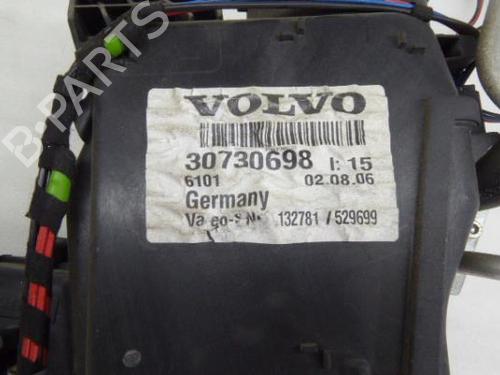 VOLVO
30730698 I: 15
6101 02.08.06
Germany
132781 / 529699
B-PARTS